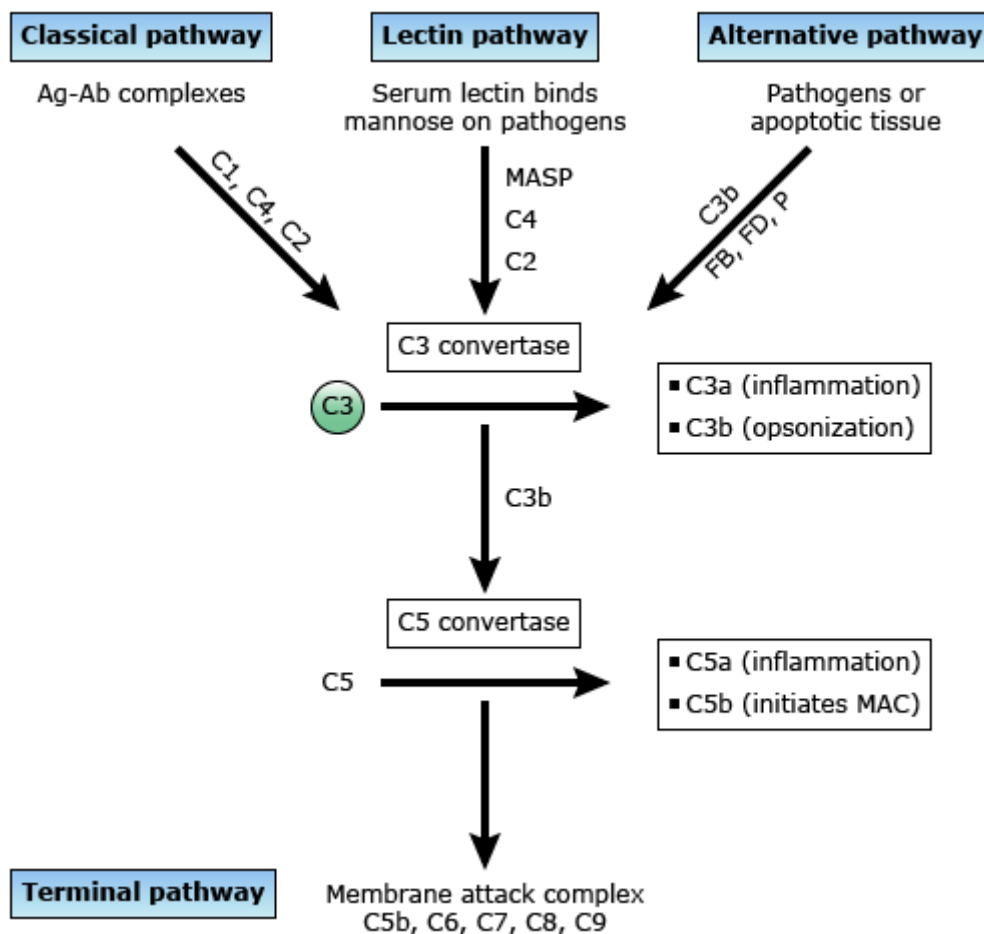 Classical pathway
Lectin pathway
Alternative pathway
Ag-Ab complexes
Serum lectin binds
mannose on pathogens
Pathogens or
apoptotic tissue
C1, C4, C2
MASP
C4
C2
C3b
FB, FD, P
C3 convertase
C3
▪ C3a (inflammation)
▪ C3b (opsonization)
C3b
C5 convertase
C5
▪ C5a (inflammation)
▪ C5b (initiates MAC)
Terminal pathway
Membrane attack complex
C5b, C6, C7, C8, C9